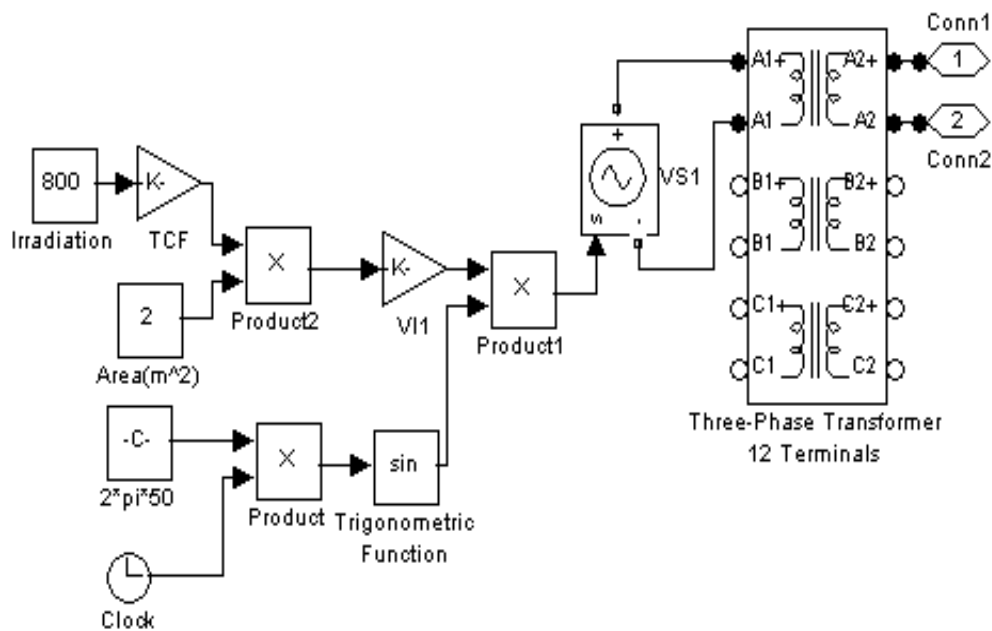 Conn1
1
2
Conn2
A1+
A2+
A1
A2
B1+
B2+
B1
B2
C1+
C2+
C1
C2
Three-Phase Transformer
12 Terminals
+
VS1
s
-
800
Irradiation
K-
TCF
2
Area(m^2)
X
Product2
K-
VI1
X
Product1
-C-
2*pi*50
X
Product
sin
Trigonometric
Function
Clock